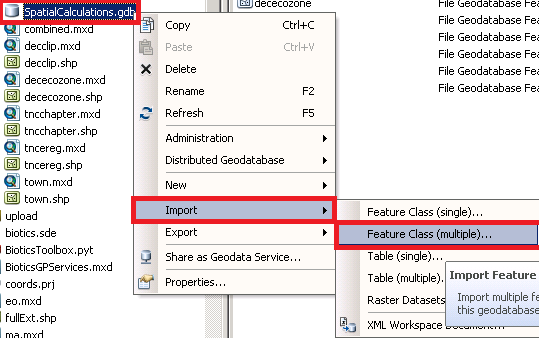 SpatialCalculations.gdb
combined.mxd
decclip.mxd
decclip.shp
dececozone.mxd
dececozone.shp
tncchapter.mxd
tncchapter.shp
tncereg.mxd
tncereg.shp
town.mxd
town.shp
upload
biotics.sde
BioticsToolbox.pyt
BioticsGPServices.mxd
coords.prj
eo.mxd
fullExt.shp
ma.mxd
Copy Ctrl+C
Paste Ctrl+V
Delete
Rename F2
Refresh F5
Administration
Distributed Geodatabase
New
Import
Export
Share as Geodata Service...
Properties...
dececozone
File Geodatabase Fea
File Geodatabase Fea
File Geodatabase Fea
File Geodatabase Fea
File Geodatabase Fea
File Geodatabase Fea
Feature Class (single)...
Feature Class (multiple)...
Table (single)...
Table (multiple)
Raster Datasets
XML Workspace Docum
Import Feature
Import multiple fe
this geodatabase